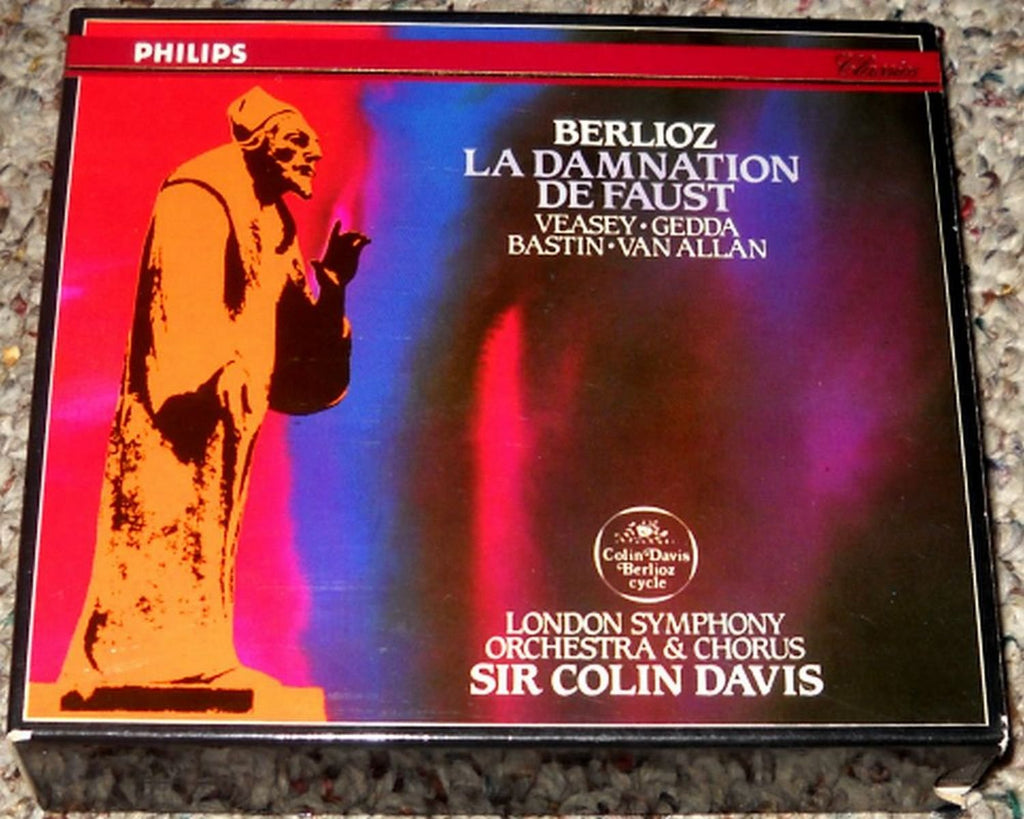 PHILIPS
Classics
BERLIOZ
LA DAMNATION
DE FAUST
VEASEY · GEDDA
BASTIN · VAN ALLAN
Colin Davis
Berlioz
cycle
LONDON SYMPHONY
ORCHESTRA & CHORUS
SIR COLIN DAVIS